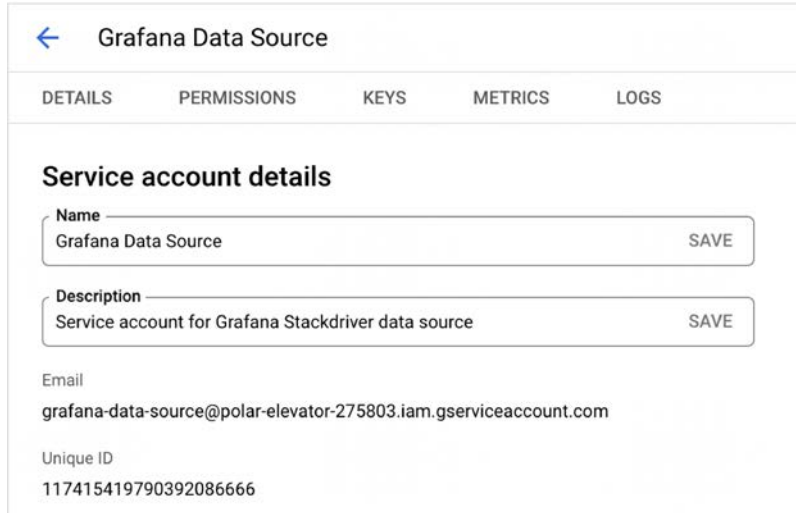 Grafana Data Source
DETAILS PERMISSIONS KEYS METRICS LOGS
Service account details
Name
Grafana Data Source SAVE
Description
Service account for Grafana Stackdriver data source SAVE
Email
grafana-data-source@polar-elevator-275803.iam.gserviceaccount.com
Unique ID
117415419790392086666